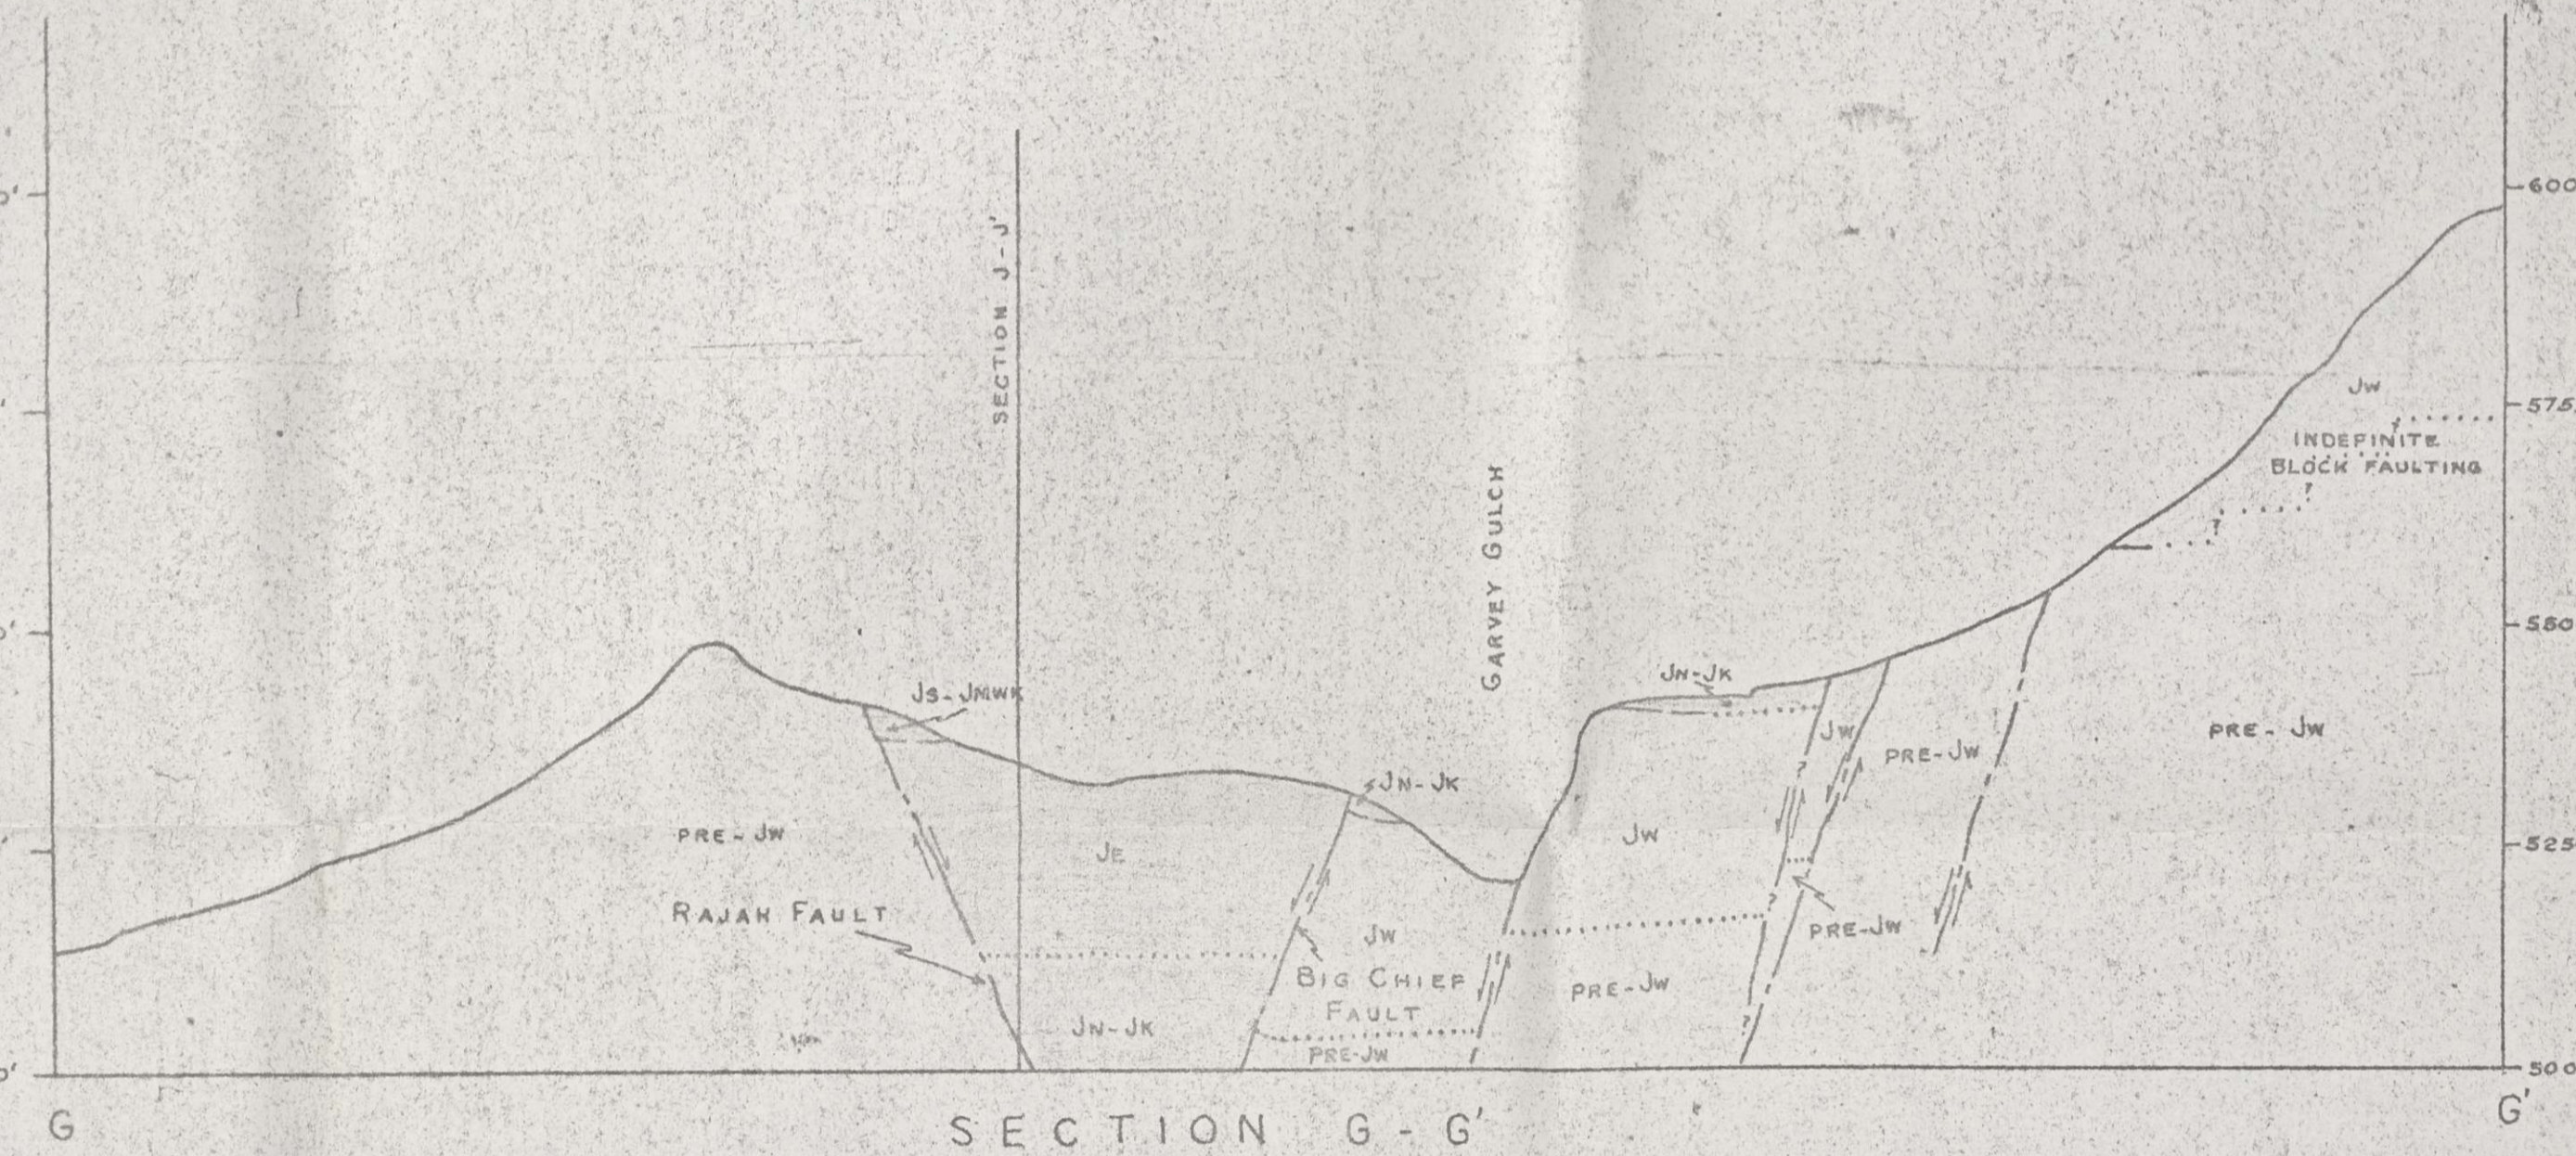 SECTION J-J'
GARVEY GULCH
JW
INDEFINITE
BLOCK FAULTING
?
?
?
JS-JMWK
JN-JK
JN-JK
JW
PRE-JW
PRE-JW
PRE-JW
JE
JW
?
RAJAH FAULT
JW
PRE-JW
BIG CHIEF
FAULT
PRE-JW
JN-JK
PRE-JW
?
600
575
550
525
500
G
SECTION G-G'
G'